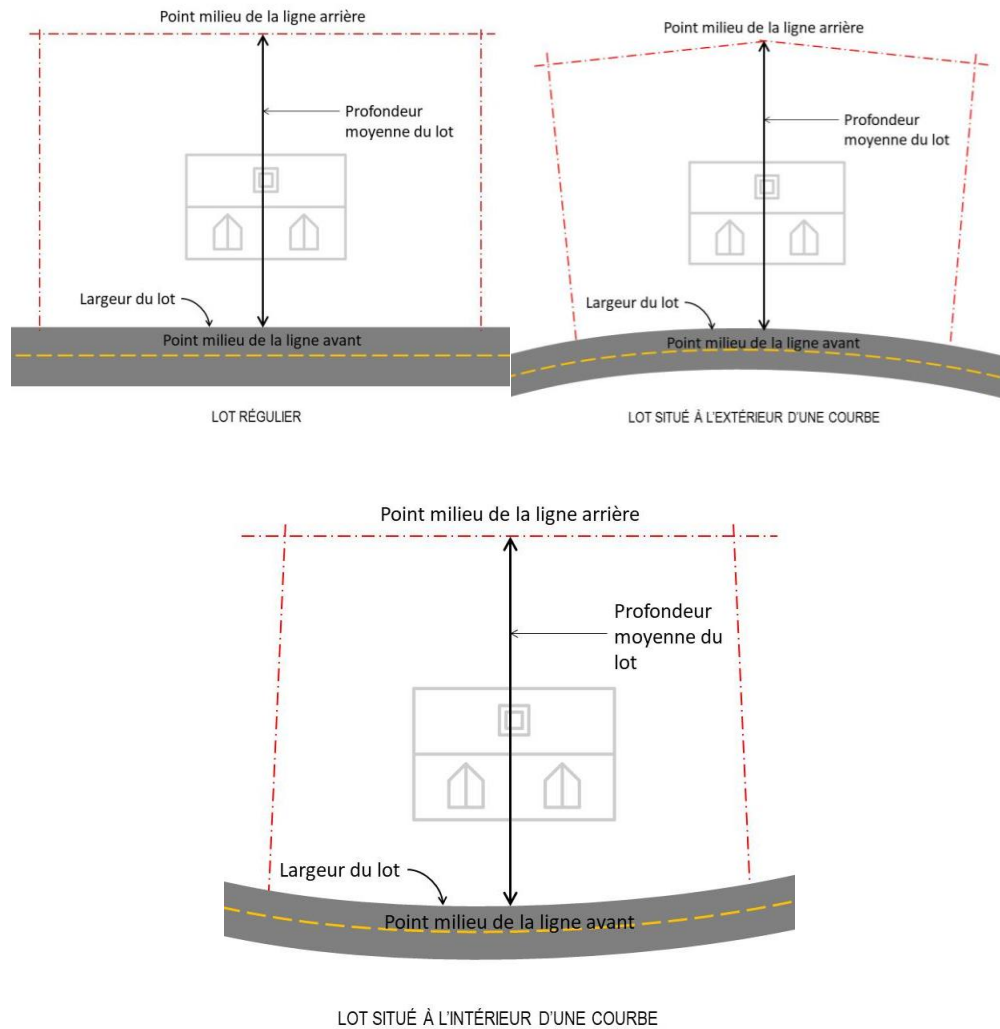 Point milieu de la ligne arrière
Profondeur
moyenne du lot
Largeur du lot
Point milieu de la ligne avant
LOT RÉGULIER
Point milieu de la ligne arrière
Profondeur
moyenne du lot
Largeur du lot
Point milieu de la ligne avant
LOT SITUÉ À L'EXTÉRIEUR D'UNE COURBE
Point milieu de la ligne arrière
Profondeur
moyenne du
lot
Largeur du lot
Point milieu de la ligne avant
LOT SITUÉ À L'INTÉRIEUR D'UNE COURBE